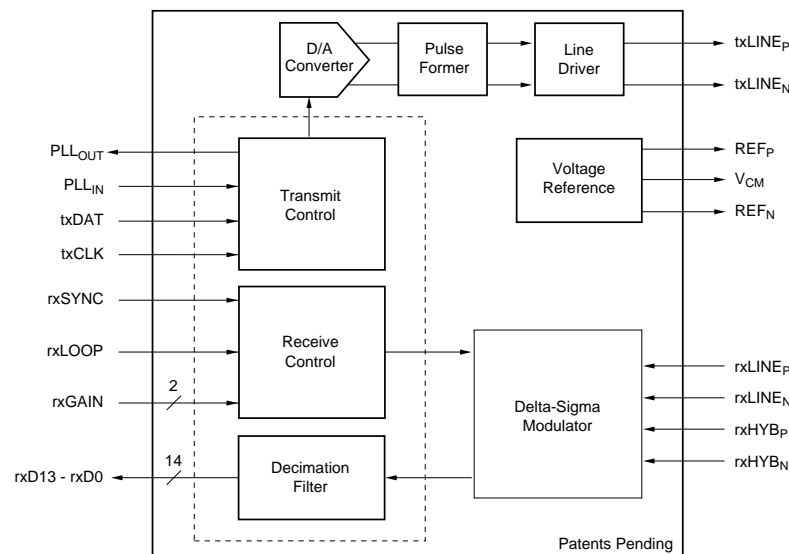 D/A
Converter
Pulse
Former
Line
Driver
txLINEP
txLINEN
PLLOUT
PLLIN
txDAT
txCLK
Transmit
Control
Voltage
Reference
REFP
VCM
REFN
rxSYNC
rxLOOP
rxGAIN
2
Receive
Control
Delta-Sigma
Modulator
rxLINEP
rxLINEN
rxHYBP
rxHYBN
rxD13 - rxD0
14
Decimation
Filter
Patents Pending